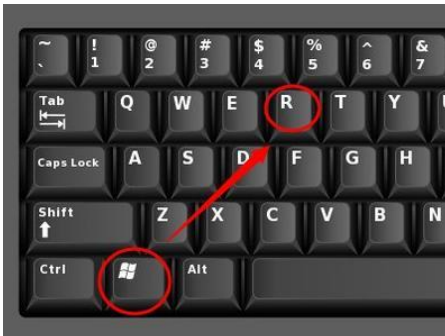 ~ ! @ # $ % ^ &
` 1 2 3 4 5 6 7
Tab Q W E R T Y
Caps Lock A S D F G H
Shift Z X C V B N
Ctrl Alt